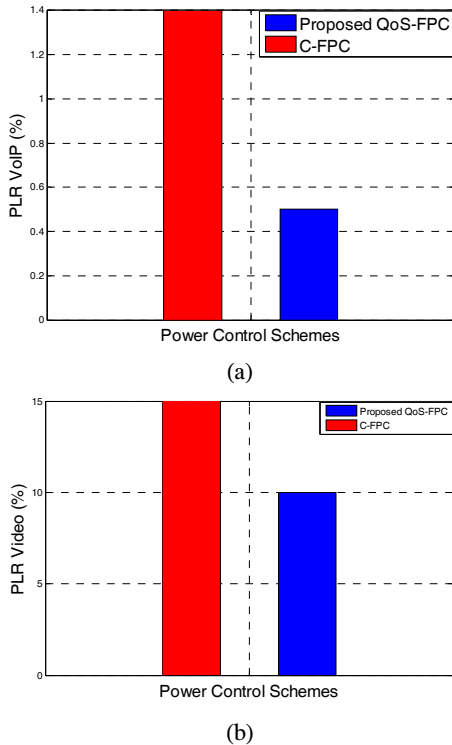 1.4
1.2
1
0.8
0.6
0.4
0.2
0
PLR VoIP (%)
Proposed QoS-FPC
C-FPC
Power Control Schemes
(a)
15
10
5
0
PLR Video (%)
Proposed QoS-FPC
C-FPC
Power Control Schemes
(b)